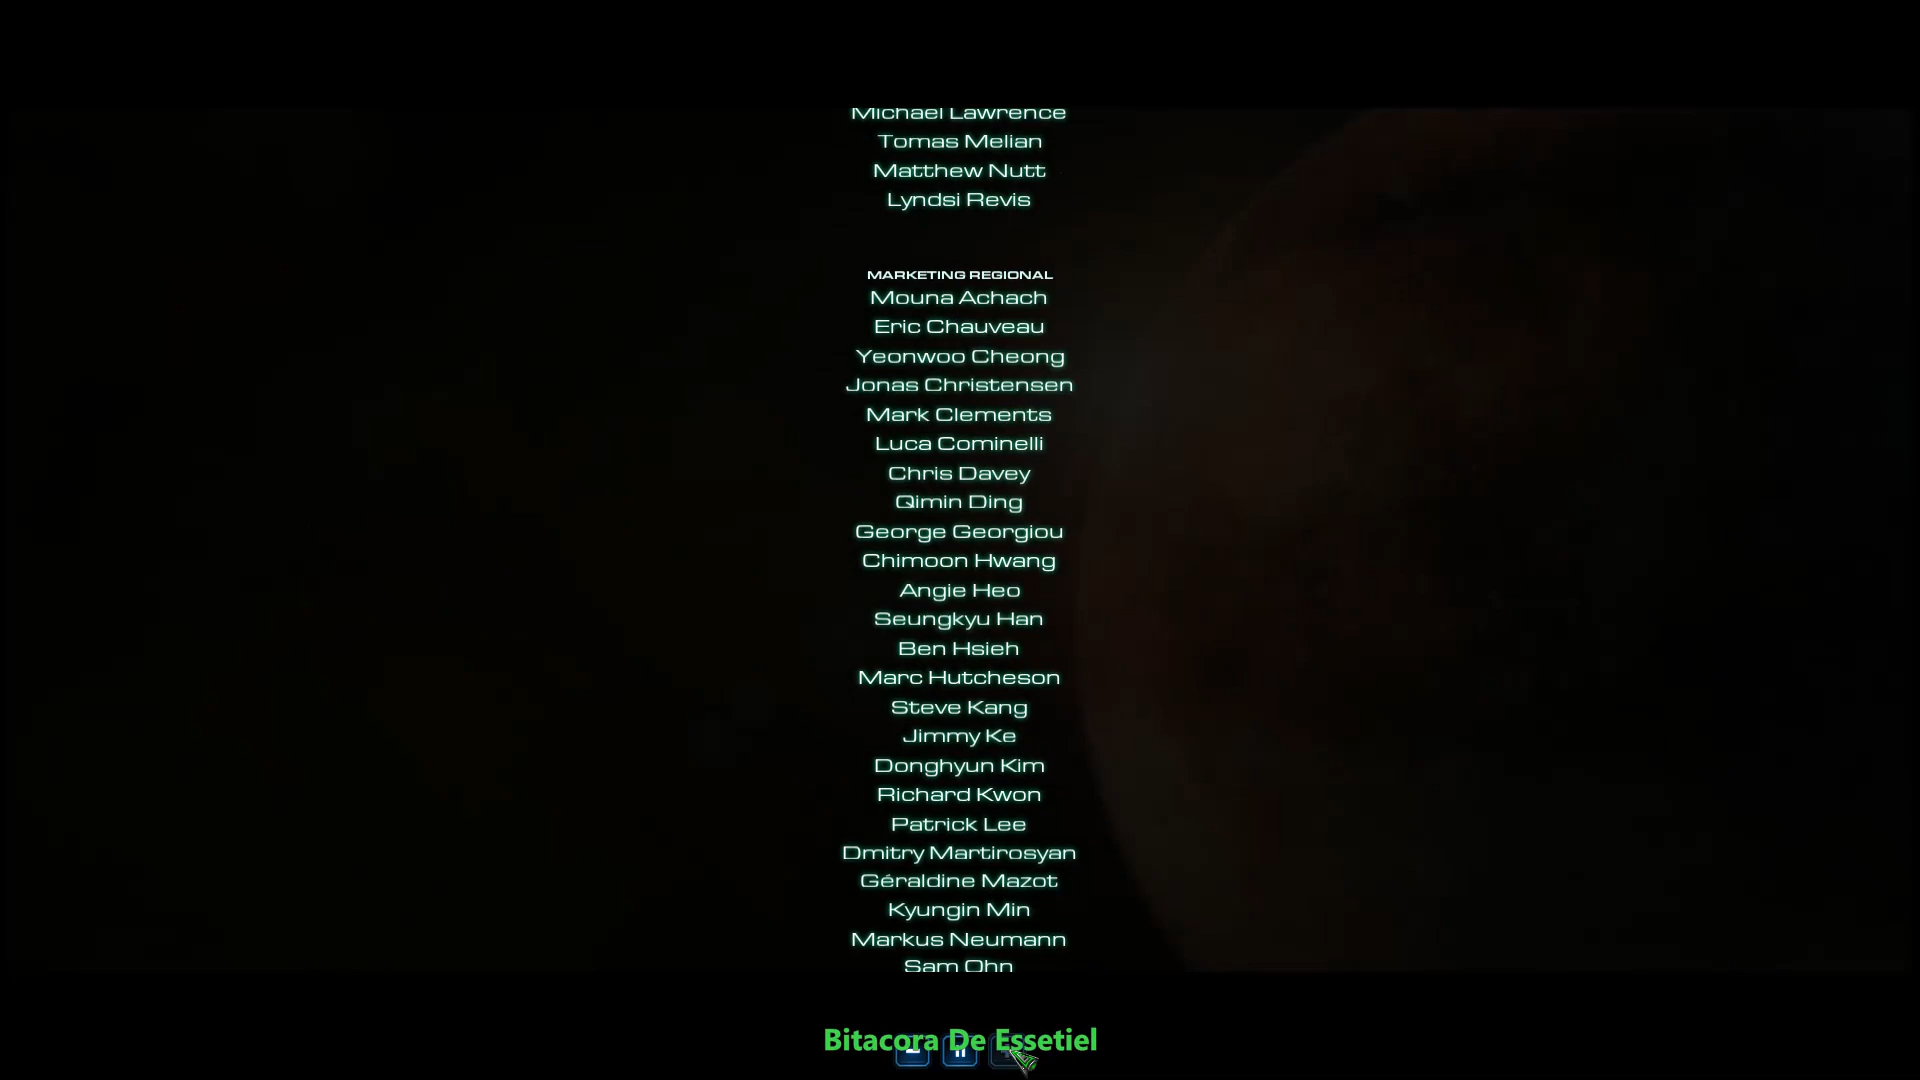 Michael Lawrence
Tomas Melian
Matthew Nutt
Lyndsi Revis
MARKETING REGIONAL
Mouna Achach
Eric Chauveau
Yeonwoo Cheong
Jonas Christensen
Mark Clements
Luca Cominelli
Chris Davey
Qimin Ding
George Georgiou
Chimoon Hwang
Angie Heo
Seungkyu Han
Ben Hsieh
Marc Hutcheson
Steve Kang
Jimmy Ke
Donghyun Kim
Richard Kwon
Patrick Lee
Dmitry Martirosyan
Géraldine Mazot
Kyungin Min
Markus Neumann
Sam Ohn
Bitacora De Essetiel